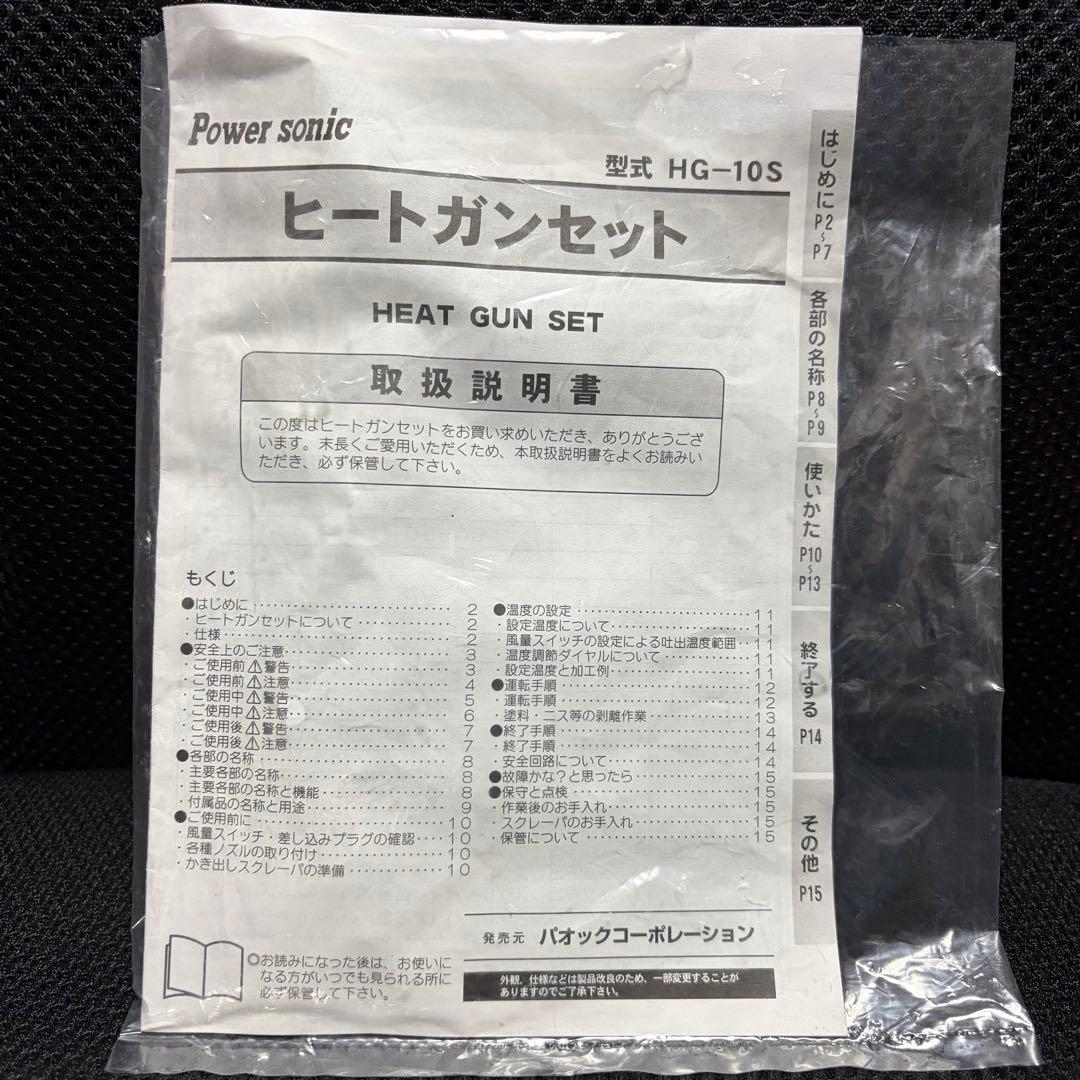 Power sonic
型式 HG-10S
ヒートガンセット
HEAT GUN SET
取扱説明書
この度はヒートガンセットをお買い求めいただき、ありがとうござ
います。末長くご愛用いただくため、本取扱説明書をよくお読みい
ただき、必ず保管して下さい。
もくじ
●はじめに 2
・ヒートガンセットについて 2
・仕様 2
●安全上のご注意 3
・ご使用前⚠警告 3
・ご使用前⚠注意 4
・ご使用中⚠警告 5
・ご使用中⚠注意 6
・ご使用後⚠警告 7
・ご使用後⚠注意 7
●各部の名称 8
・主要各部の名称 8
・主要各部の名称と機能 8
・付属品の名称と用途 9
●ご使用前に 10
・風量スイッチ・差し込みプラグの確認 10
・各種ノズルの取り付け 10
・かき出しスクレーパの準備 10
●温度の設定 11
・設定温度について 11
・風量スイッチの設定による吐出温度範囲 11
・温度調節ダイヤルについて 11
・設定温度と加工例 11
●運転手順 12
・運転手順 12
・塗料・ニス等の剥離作業 13
●終了手順 14
・終了手順 14
・安全回路について 14
●故障かな?と思ったら 15
●保守と点検 15
・作業後のお手入れ 15
・スクレーパのお手入れ 15
・保管について 15
◎お読みになった後は、お使いに
なる方がいつでも見られる所に
必ず保管して下さい。
発売元 パオックコーポレーション
外観、仕様などは製品改良のため、一部変更することが
ありますのでご了承下さい。
はじめに P2〜P7
各部の名称 P8〜P9
使いかた P10〜P13
終了する P14
その他 P15